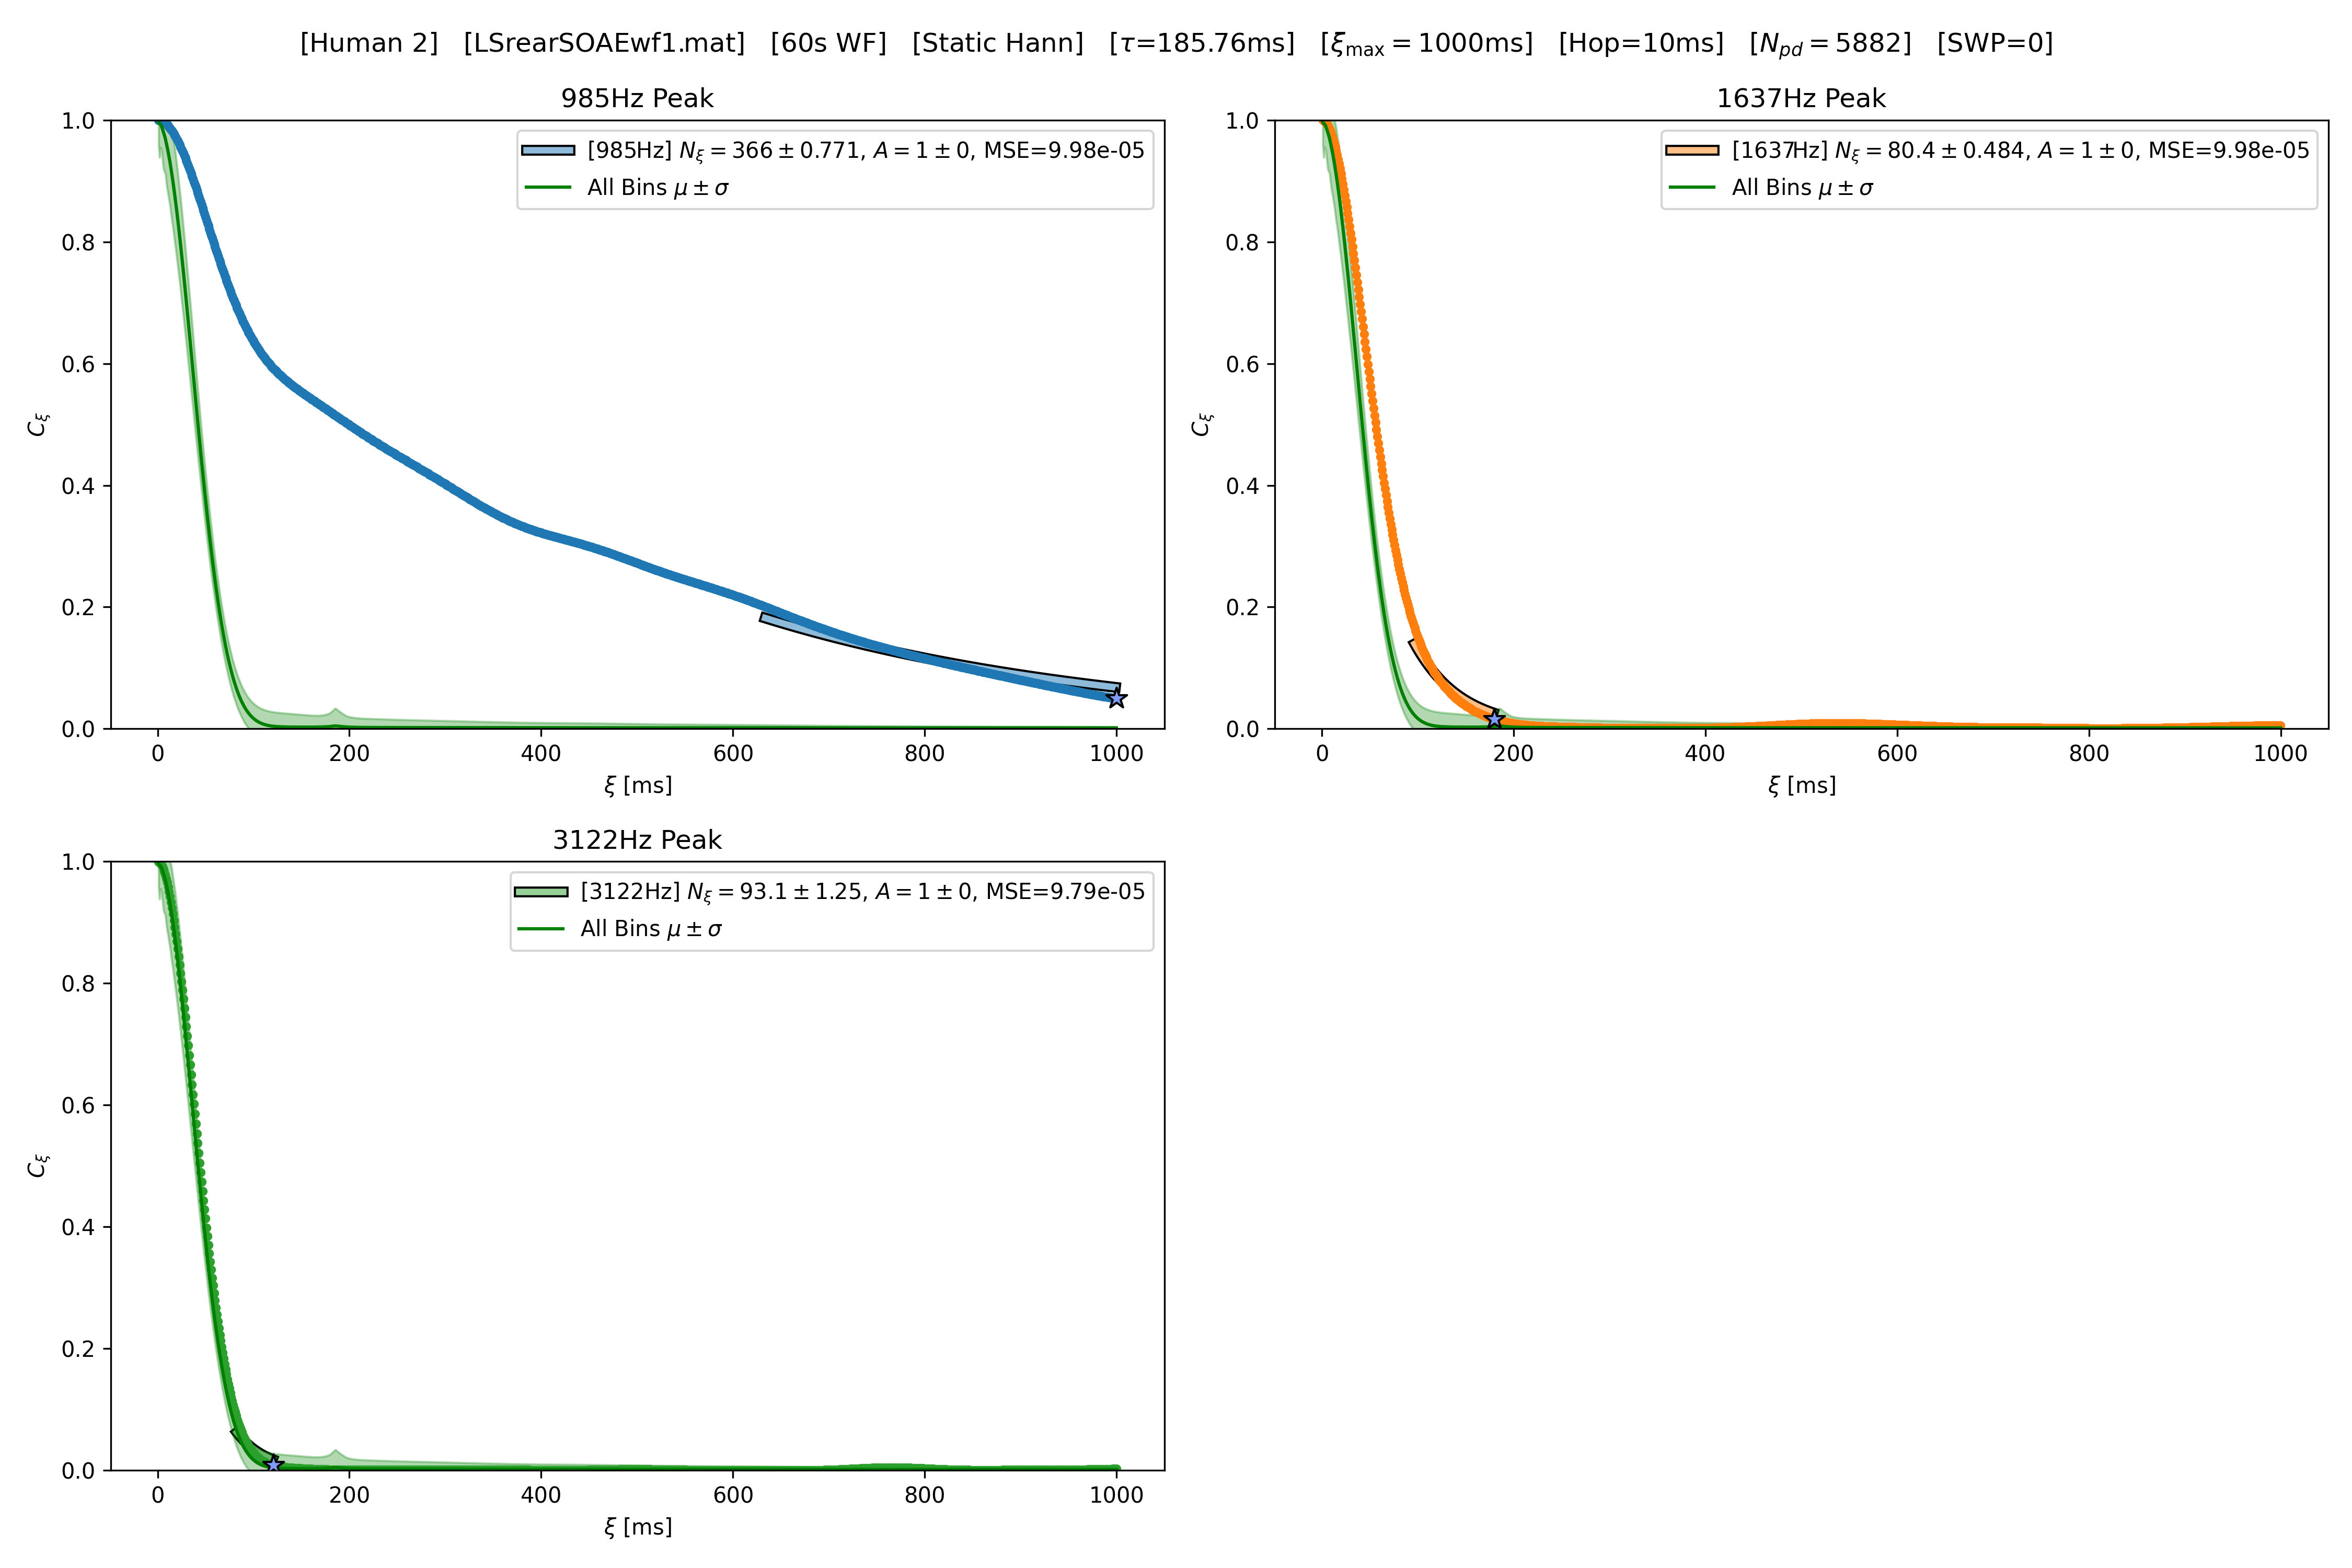 [Human 2] [LSrearSOAEwf1.mat] [60s WF] [Static Hann] [τ=185.76ms] [ξmax = 1000ms] [Hop=10ms] [Npd = 5882] [SWP=0]
985Hz Peak
1.0
0.8
0.6
0.4
0.2
0.0
Cξ
[985Hz] Nξ = 366 ± 0.771, A = 1 ± 0, MSE=9.98e-05
All Bins μ ± σ
0 200 400 600 800 1000
ξ [ms]
1637Hz Peak
1.0
0.8
0.6
0.4
0.2
0.0
Cξ
[1637Hz] Nξ = 80.4 ± 0.484, A = 1 ± 0, MSE=9.98e-05
All Bins μ ± σ
0 200 400 600 800 1000
ξ [ms]
3122Hz Peak
1.0
0.8
0.6
0.4
0.2
0.0
Cξ
[3122Hz] Nξ = 93.1 ± 1.25, A = 1 ± 0, MSE=9.79e-05
All Bins μ ± σ
0 200 400 600 800 1000
ξ [ms]